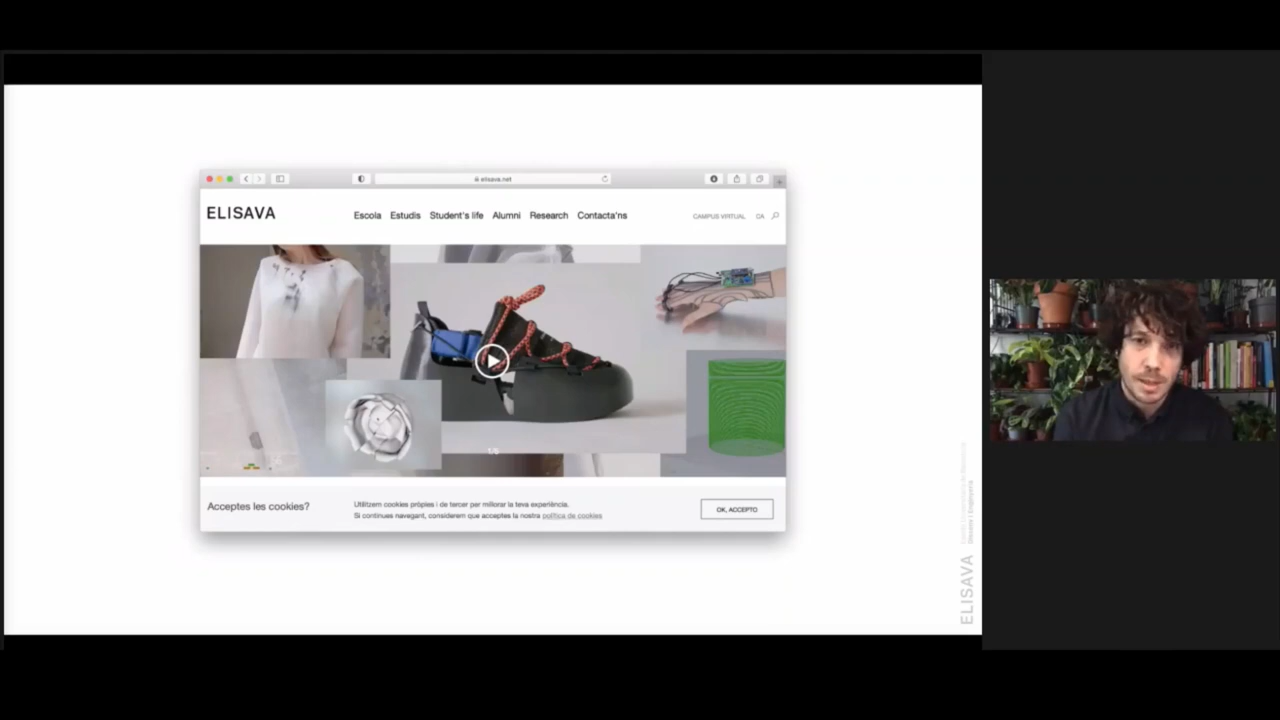 elisava.net
ELISAVA
Escola Estudis Student's life Alumni Research Contacta'ns
CAMPUS VIRTUAL CA
Acceptes les cookies?
Utilitzem cookies pròpies i de tercer per millorar la teva experiència.
Si continues navegant, considerem que acceptes la nostra política de cookies
OK, ACCEPTO
ELISAVA